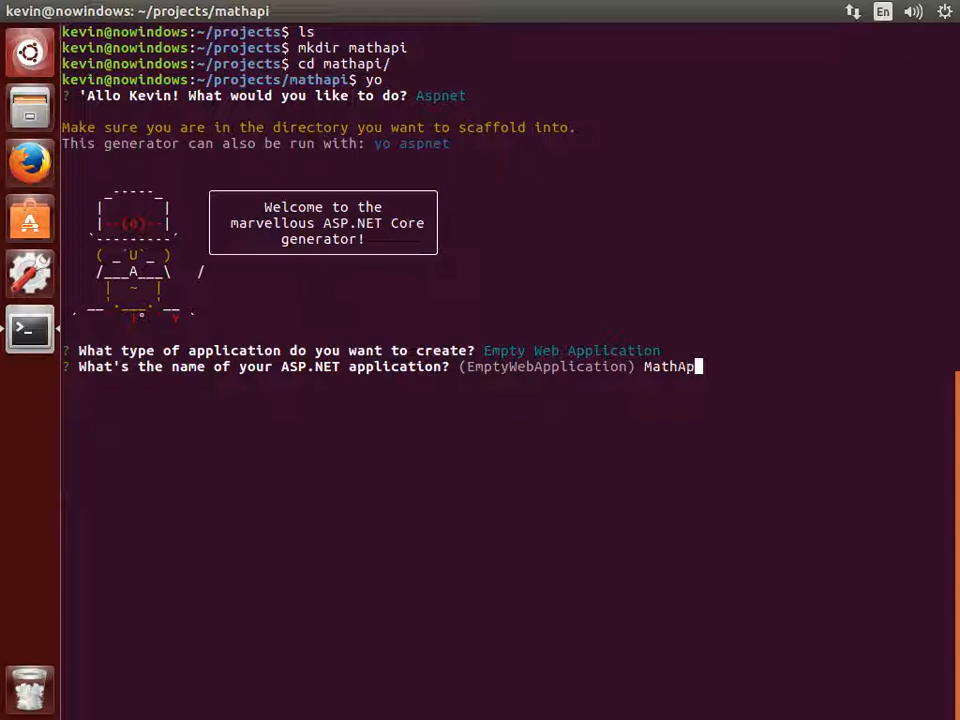 kevin@nowindows: ~/projects/mathapi
En
kevin@nowindows:~/projects$ ls
kevin@nowindows:~/projects$ mkdir mathapi
kevin@nowindows:~/projects$ cd mathapi/
kevin@nowindows:~/projects/mathapi$ yo
? 'Allo Kevin! What would you like to do? Aspnet
Make sure you are in the directory you want to scaffold into.
This generator can also be run with: yo aspnet
Welcome to the
marvellous ASP.NET Core
generator!
? What type of application do you want to create? Empty Web Application
? What's the name of your ASP.NET application? (EmptyWebApplication) MathAp